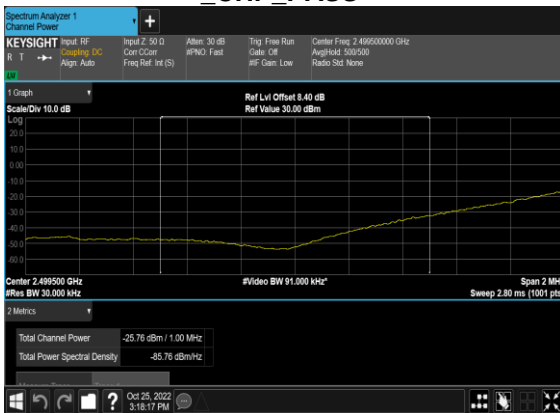 Spectrum Analyzer 1
Channel Power
+
KEYSIGHT
R T
Input: RF
Coupling: DC
Align: Auto
Input Z: 50 Ω
Corr CCorr
Freq Ref: Int (S)
Atten: 30 dB
#PNO: Fast
Trig: Free Run
Gate: Off
#IF Gain: Low
Center Freq: 2.499500000 GHz
Avg|Hold: 500/500
Radio Std: None
1 Graph
Scale/Div 10.0 dB
Ref Lvl Offset 8.40 dB
Ref Value 30.00 dBm
Log
20.0
10.0
0.00
-10.0
-20.0
-30.0
-40.0
-50.0
-60.0
Center 2.499500 GHz
#Res BW 30.000 kHz
#Video BW 91.000 kHz*
Span 2 MH
Sweep 2.80 ms (1001 pts
2 Metrics
Total Channel Power -25.76 dBm / 1.00 MHz
Total Power Spectral Density -85.76 dBm/Hz
?
Oct 25, 2022
3:18:17 PM